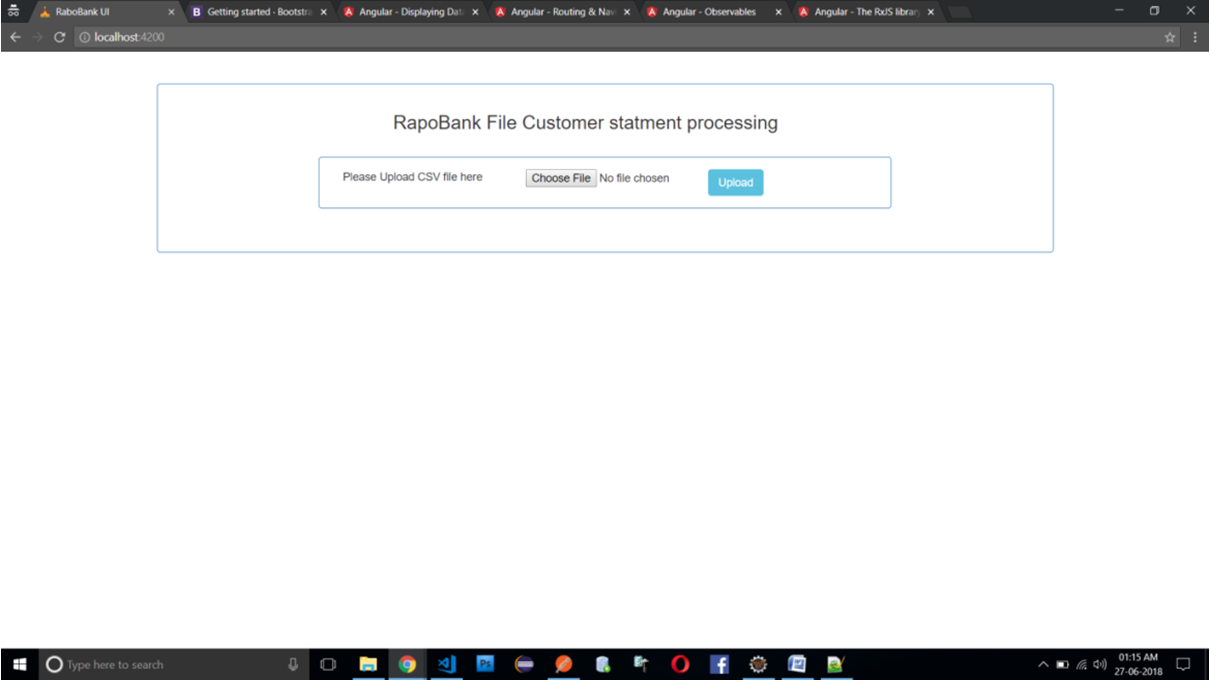 RaboBank UI
Getting started · Bootstra
Angular - Displaying Data
Angular - Routing & Navi
Angular - Observables
Angular - The RxJS library
localhost:4200
RapoBank File Customer statment processing
Please Upload CSV file here
Choose File No file chosen
Upload
Type here to search
01:15 AM
27-06-2018